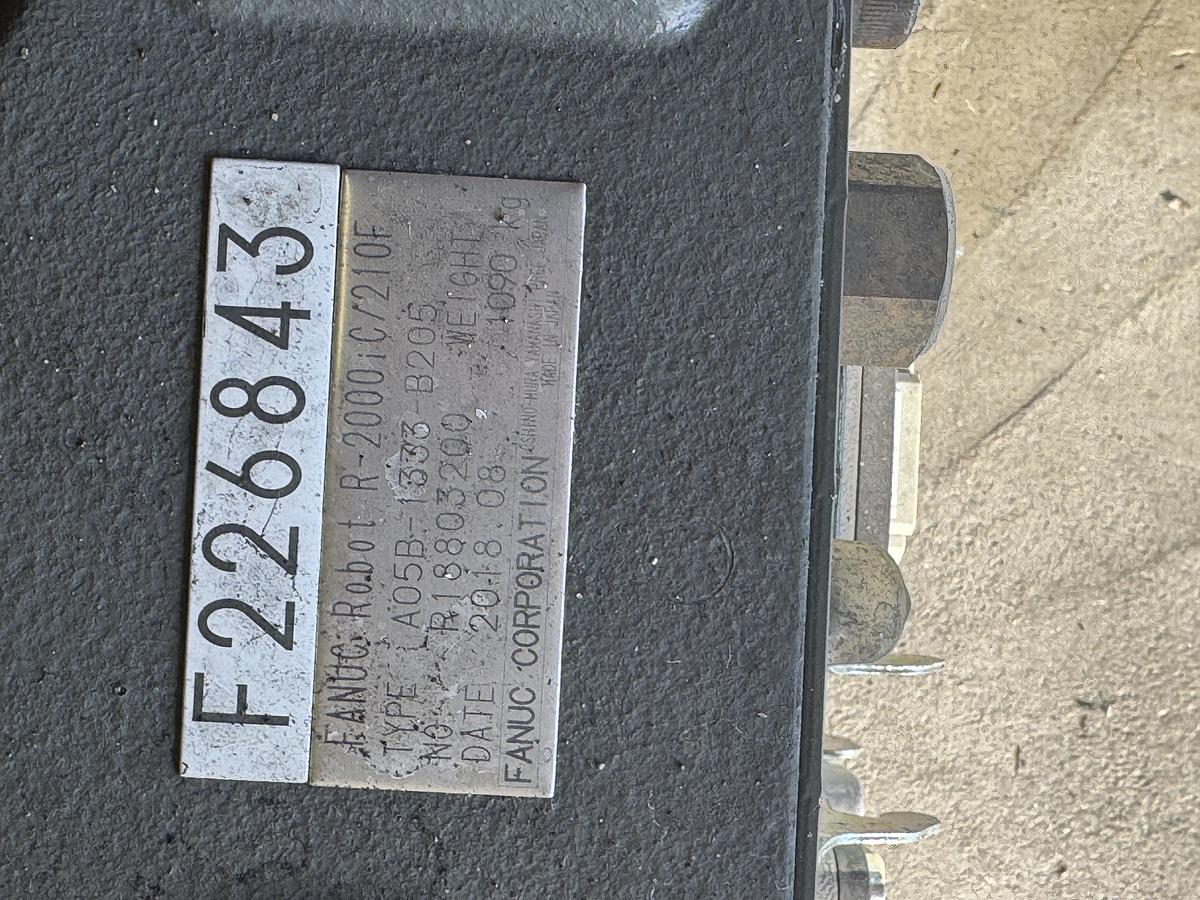 F226843
FANUC Robot R-2000iC/210F
TYPE A05B-1333-B205
NO. R18803200 WEIGHT
DATE 2018.08 1090 kg
FANUC CORPORATION
MADE IN JAPAN